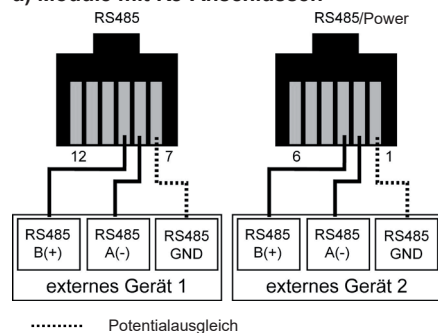 a) Module mit RS-Anschlüssen
RS485 RS485/Power
12 7 6 1
RS485 RS485 RS485 RS485 RS485 RS485
B(+) A(-) GND B(+) A(-) GND
externes Gerät 1 externes Gerät 2
Potentialausgleich